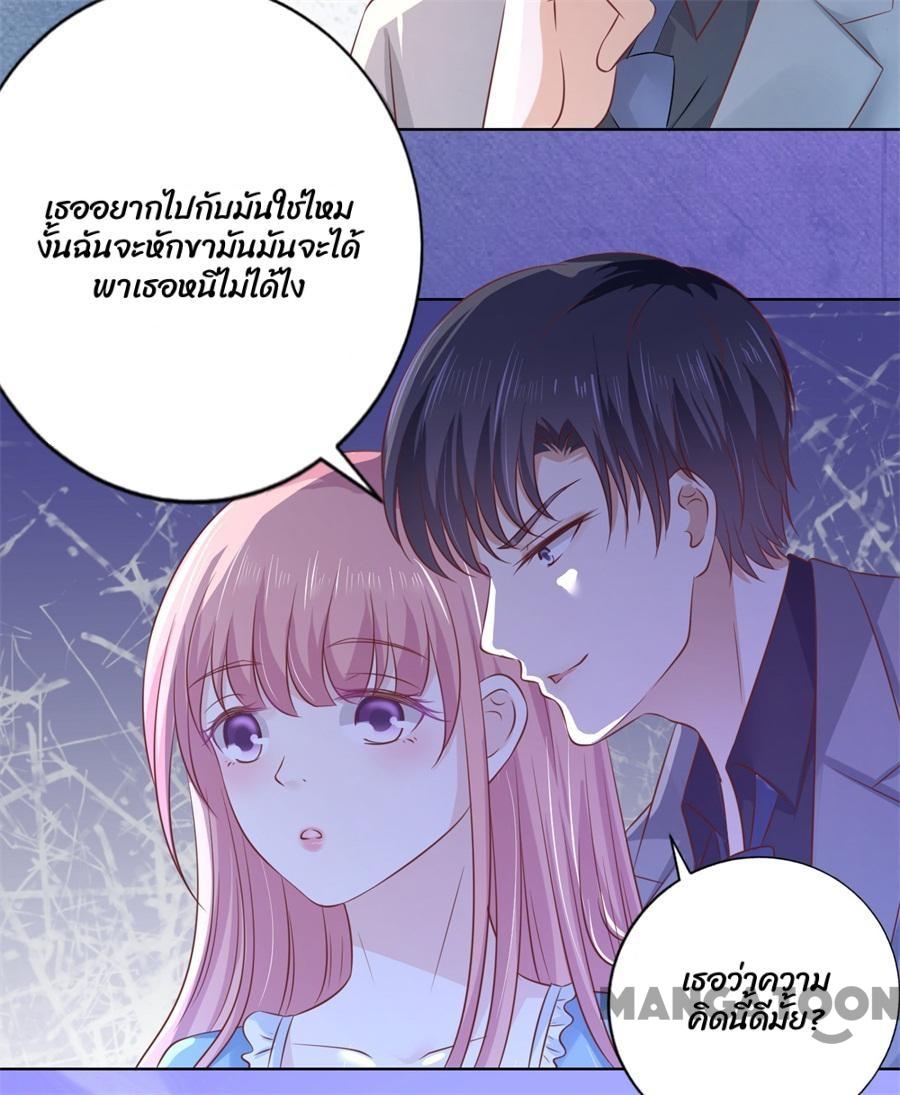 เธออยากไปกับมันใช่ไหม
งั้นฉันจะหักขามันมันจะได้
พาเธอหนีไม่ได้ไง
เธอว่าความ
คิดนี้ดีมั้ย?
MANGATOON